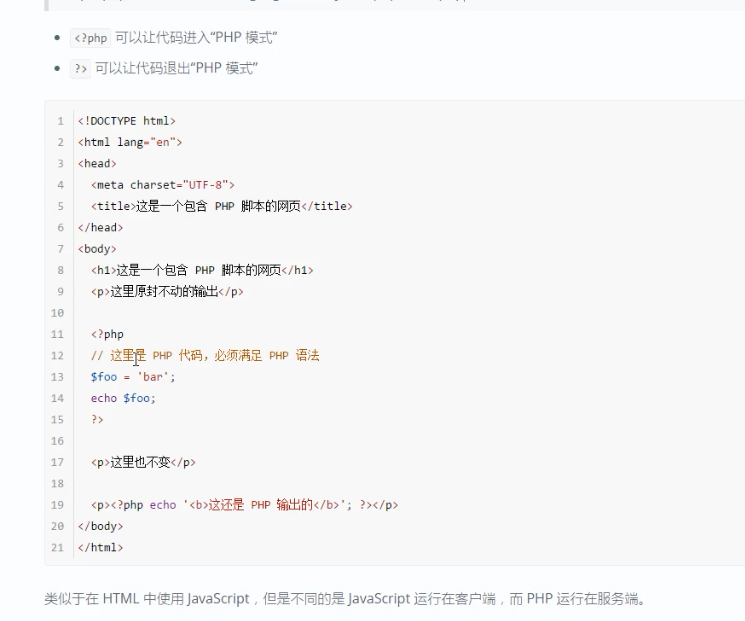 <?php 可以让代码进入“PHP 模式”
?> 可以让代码退出“PHP 模式”
1 <!DOCTYPE html>
2 <html lang="en">
3 <head>
4   <meta charset="UTF-8">
5   <title>这是一个包含 PHP 脚本的网页</title>
6 </head>
7 <body>
8   <h1>这是一个包含 PHP 脚本的网页</h1>
9   <p>这里原封不动的输出</p>
10
11   <?php
12   // 这里是 PHP 代码，必须满足 PHP 语法
13   $foo = 'bar';
14   echo $foo;
15   ?>
16
17   <p>这里也不变</p>
18
19   <p><?php echo '<b>这还是 PHP 输出的</b>'; ?></p>
20 </body>
21 </html>
类似于在 HTML 中使用 JavaScript，但是不同的是 JavaScript 运行在客户端，而 PHP 运行在服务端。